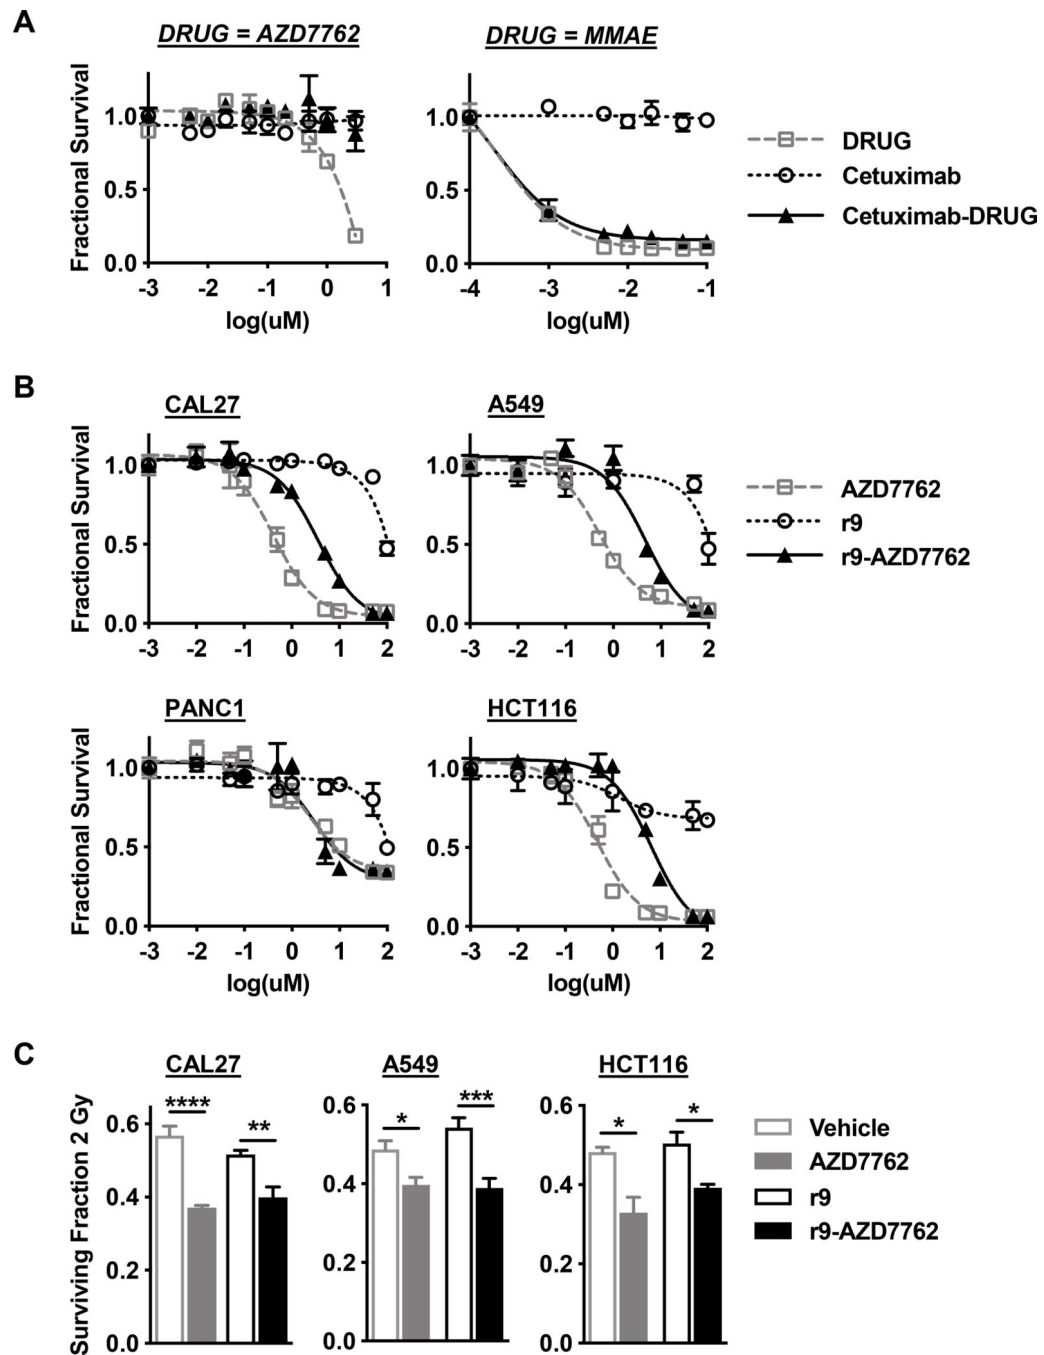 A
DRUG = AZD7762
DRUG = MMAE
Fractional Survival
1.0
0.5
0.0
-3 -2 -1 0 1
log(uM)
1.0
0.5
0.0
-4 -3 -2 -1
log(uM)
DRUG
Cetuximab
Cetuximab-DRUG
B
CAL27
A549
Fractional Survival
1.0
0.5
0.0
-3 -2 -1 0 1 2
1.0
0.5
0.0
-3 -2 -1 0 1 2
AZD7762
r9
r9-AZD7762
PANC1
HCT116
Fractional Survival
1.0
0.5
0.0
-3 -2 -1 0 1 2
log(uM)
1.0
0.5
0.0
-3 -2 -1 0 1 2
log(uM)
C
CAL27
A549
HCT116
Surviving Fraction 2 Gy
0.6
0.4
0.2
0.0
**** **
0.6
0.4
0.2
0.0
* ***
0.6
0.4
0.2
0.0
* *
Vehicle
AZD7762
r9
r9-AZD7762